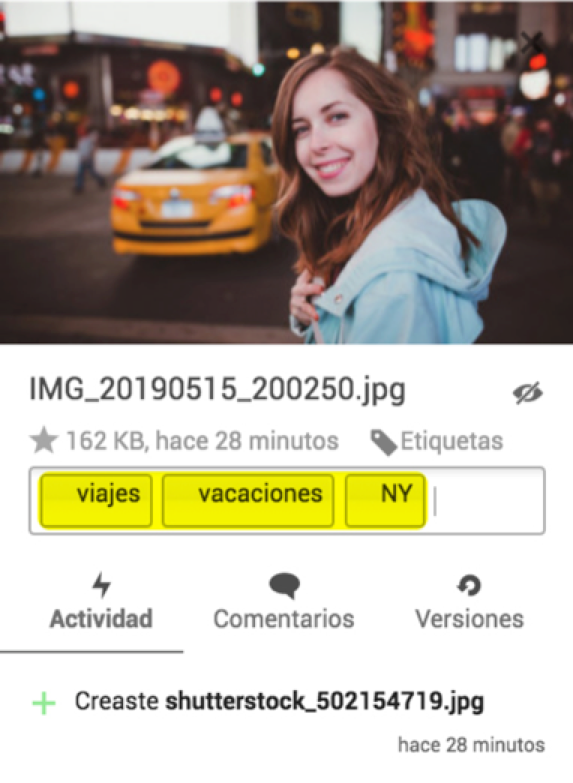 IMG_20190515_200250.jpg
162 KB, hace 28 minutos Etiquetas
viajes vacaciones NY
Actividad Comentarios Versiones
Creaste shutterstock_502154719.jpg
hace 28 minutos